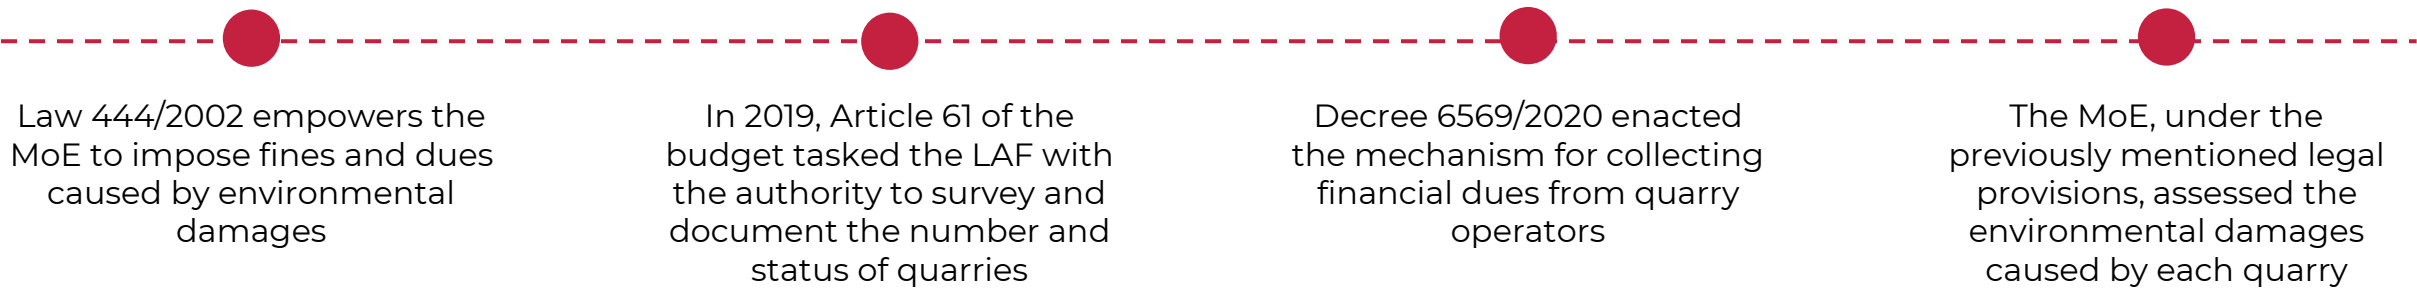 Law 444/2002 empowers the
MoE to impose fines and dues
caused by environmental
damages
In 2019, Article 61 of the
budget tasked the LAF with
the authority to survey and
document the number and
status of quarries
Decree 6569/2020 enacted
the mechanism for collecting
financial dues from quarry
operators
The MoE, under the
previously mentioned legal
provisions, assessed the
environmental damages
caused by each quarry